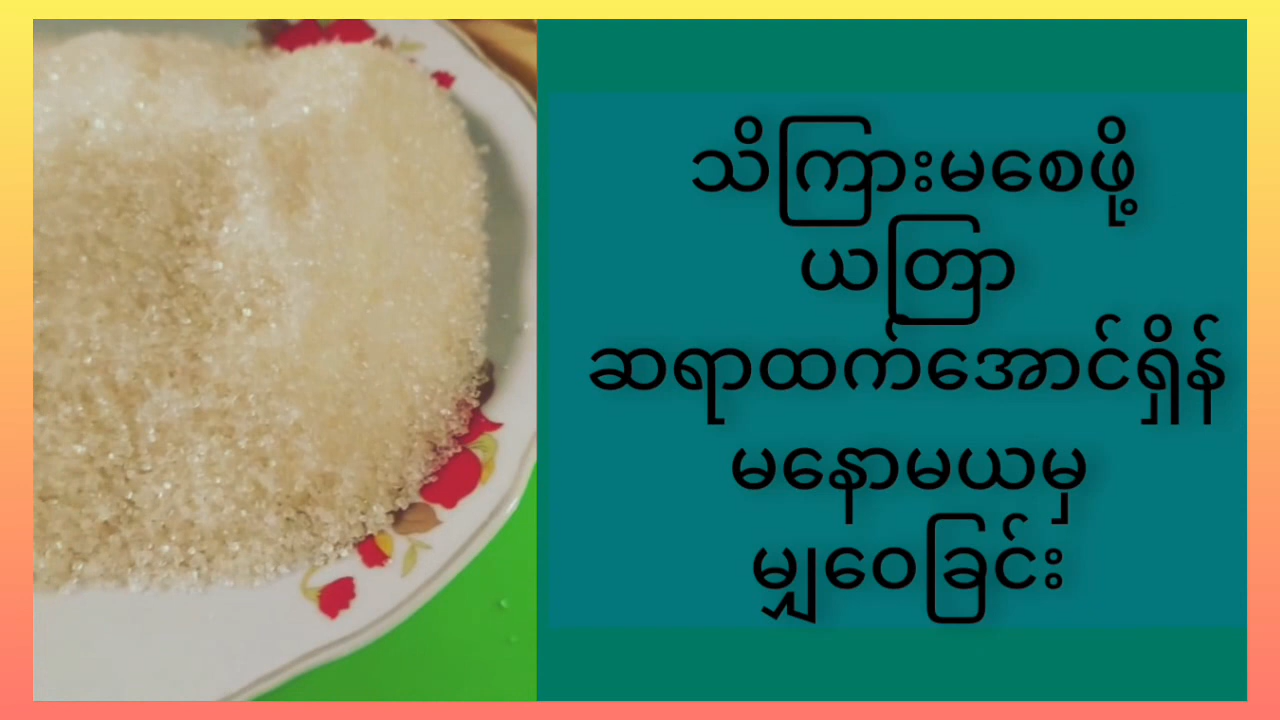 သိကြားမစေဖို့
ယတြာ
ဆရာထက်အောင်ရှိန်
မနောမယမှ
မျှဝေခြင်း